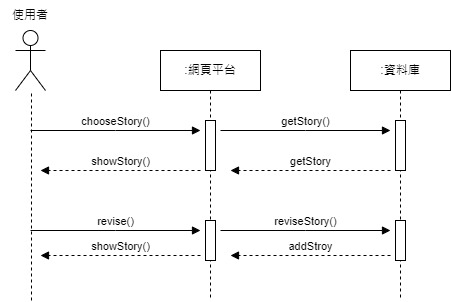 使用者
:網頁平台
:資料庫
chooseStory()
getStory()
showStory()
getStory
revise()
reviseStory()
showStory()
addStroy